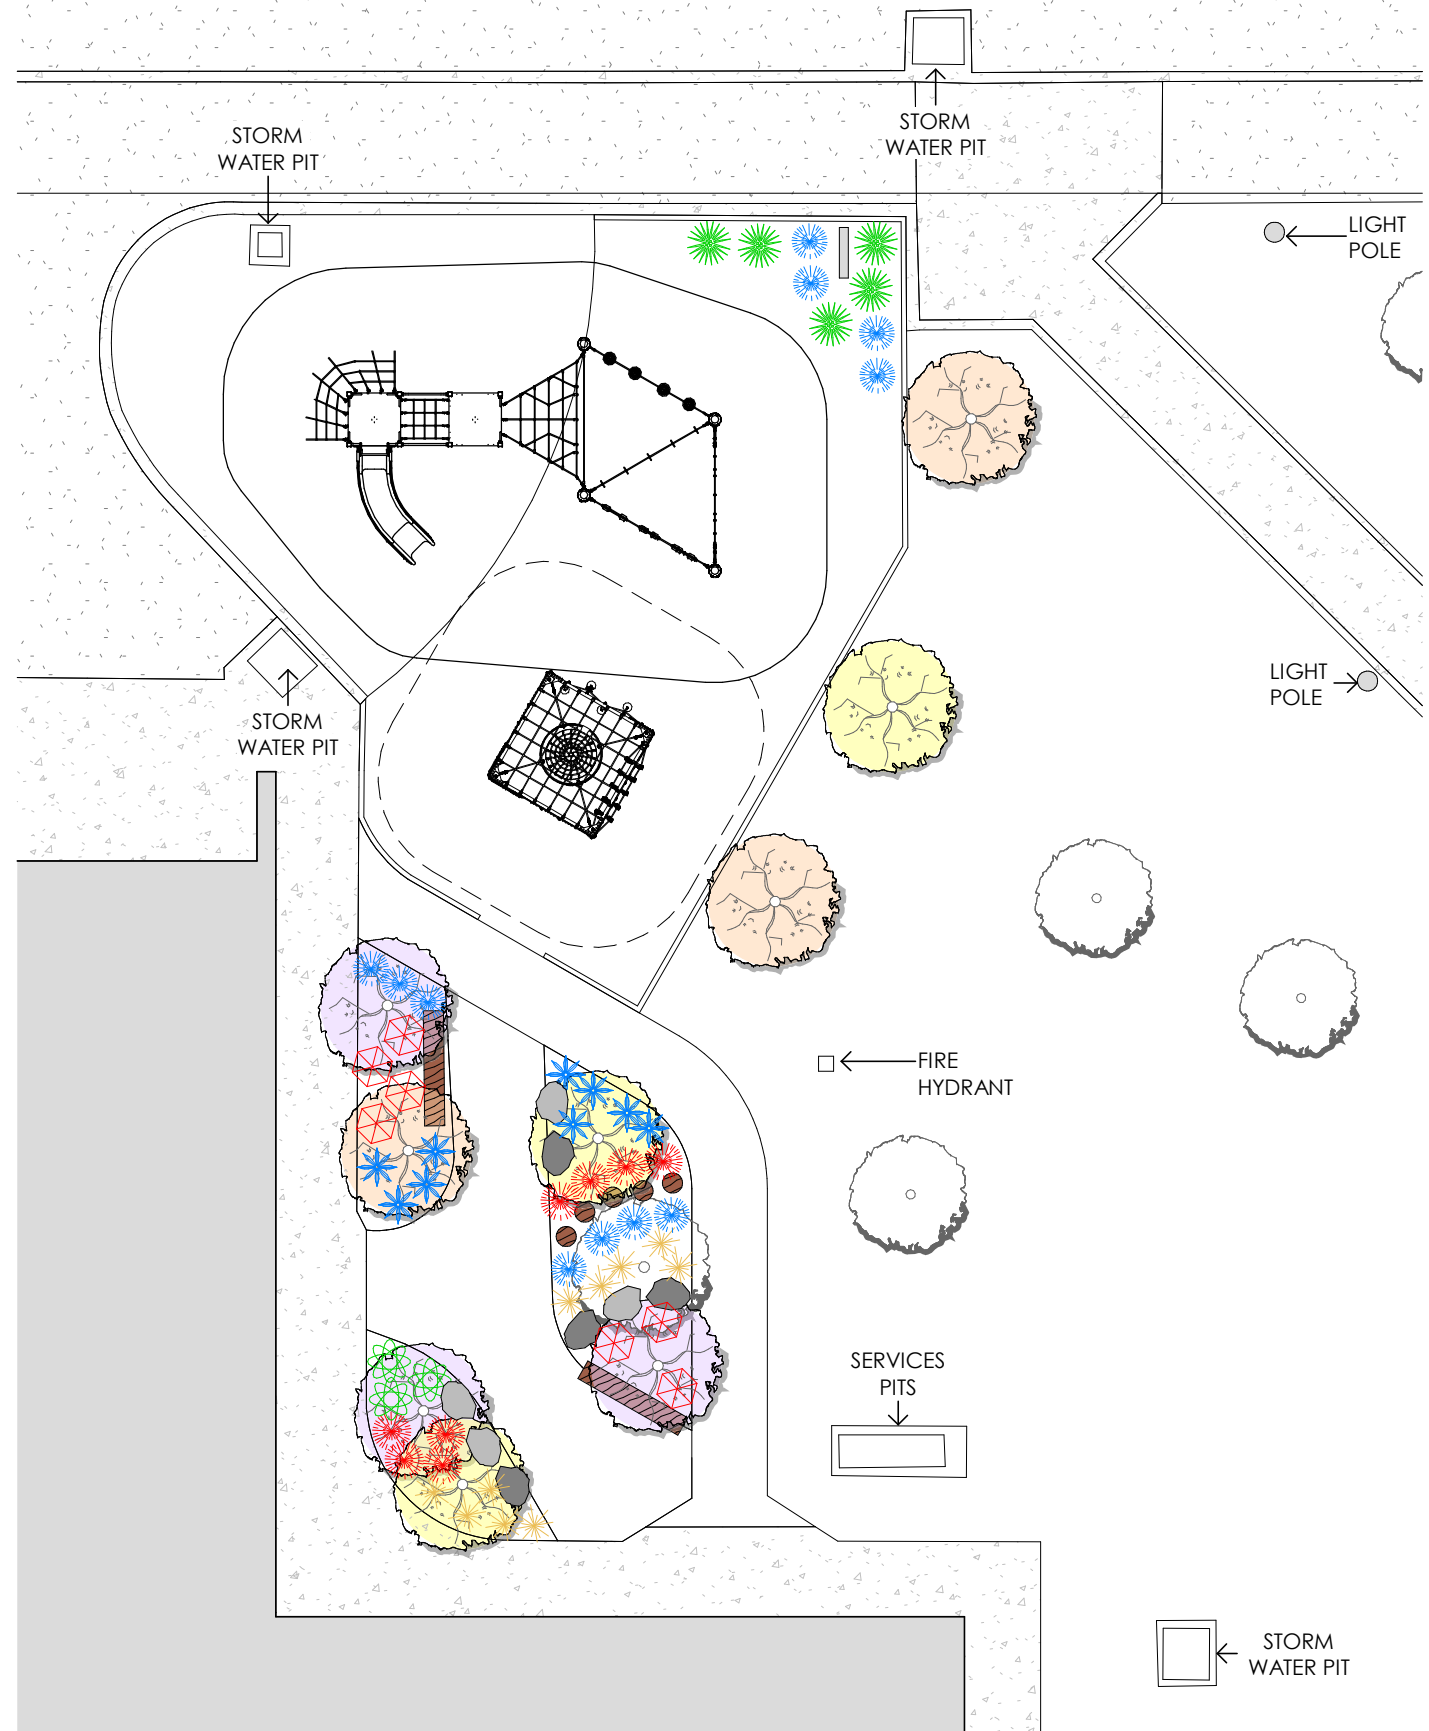 STORM
WATER PIT
STORM
WATER PIT
LIGHT
POLE
LIGHT
POLE
STORM
WATER PIT
FIRE
HYDRANT
SERVICES
PITS
STORM
WATER PIT